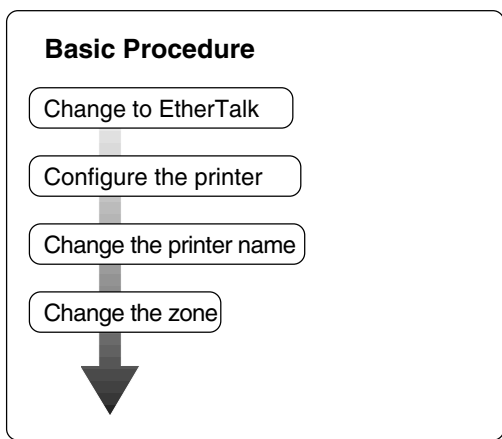 Basic Procedure
Change to EtherTalk
Configure the printer
Change the printer name
Change the zone